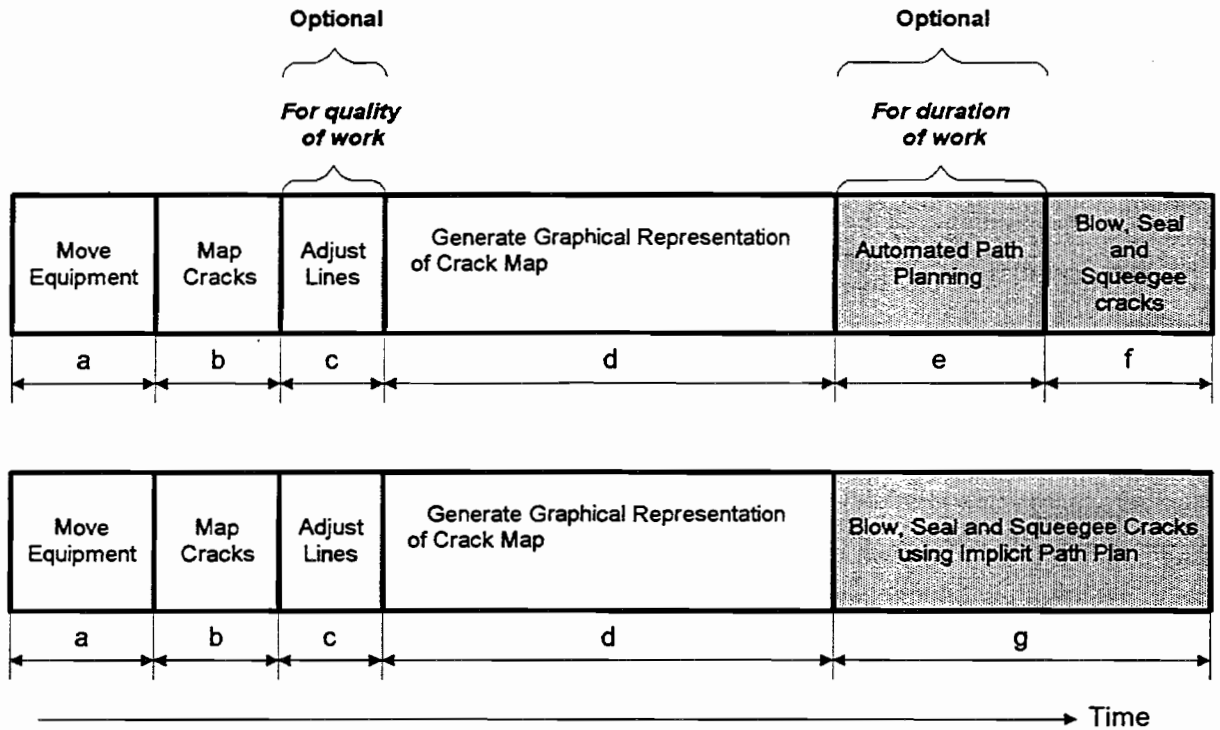 Optional
Optional
For quality
of work
For duration
of work
Move
Equipment
Map
Cracks
Adjust
Lines
Generate Graphical Representation
of Crack Map
Automated Path
Planning
Blow, Seal
and
Squeegee
cracks
a
b
c
d
e
f
Move
Equipment
Map
Cracks
Adjust
Lines
Generate Graphical Representation
of Crack Map
Blow, Seal and Squeegee Cracks
using Implicit Path Plan
a
b
c
d
g
Time